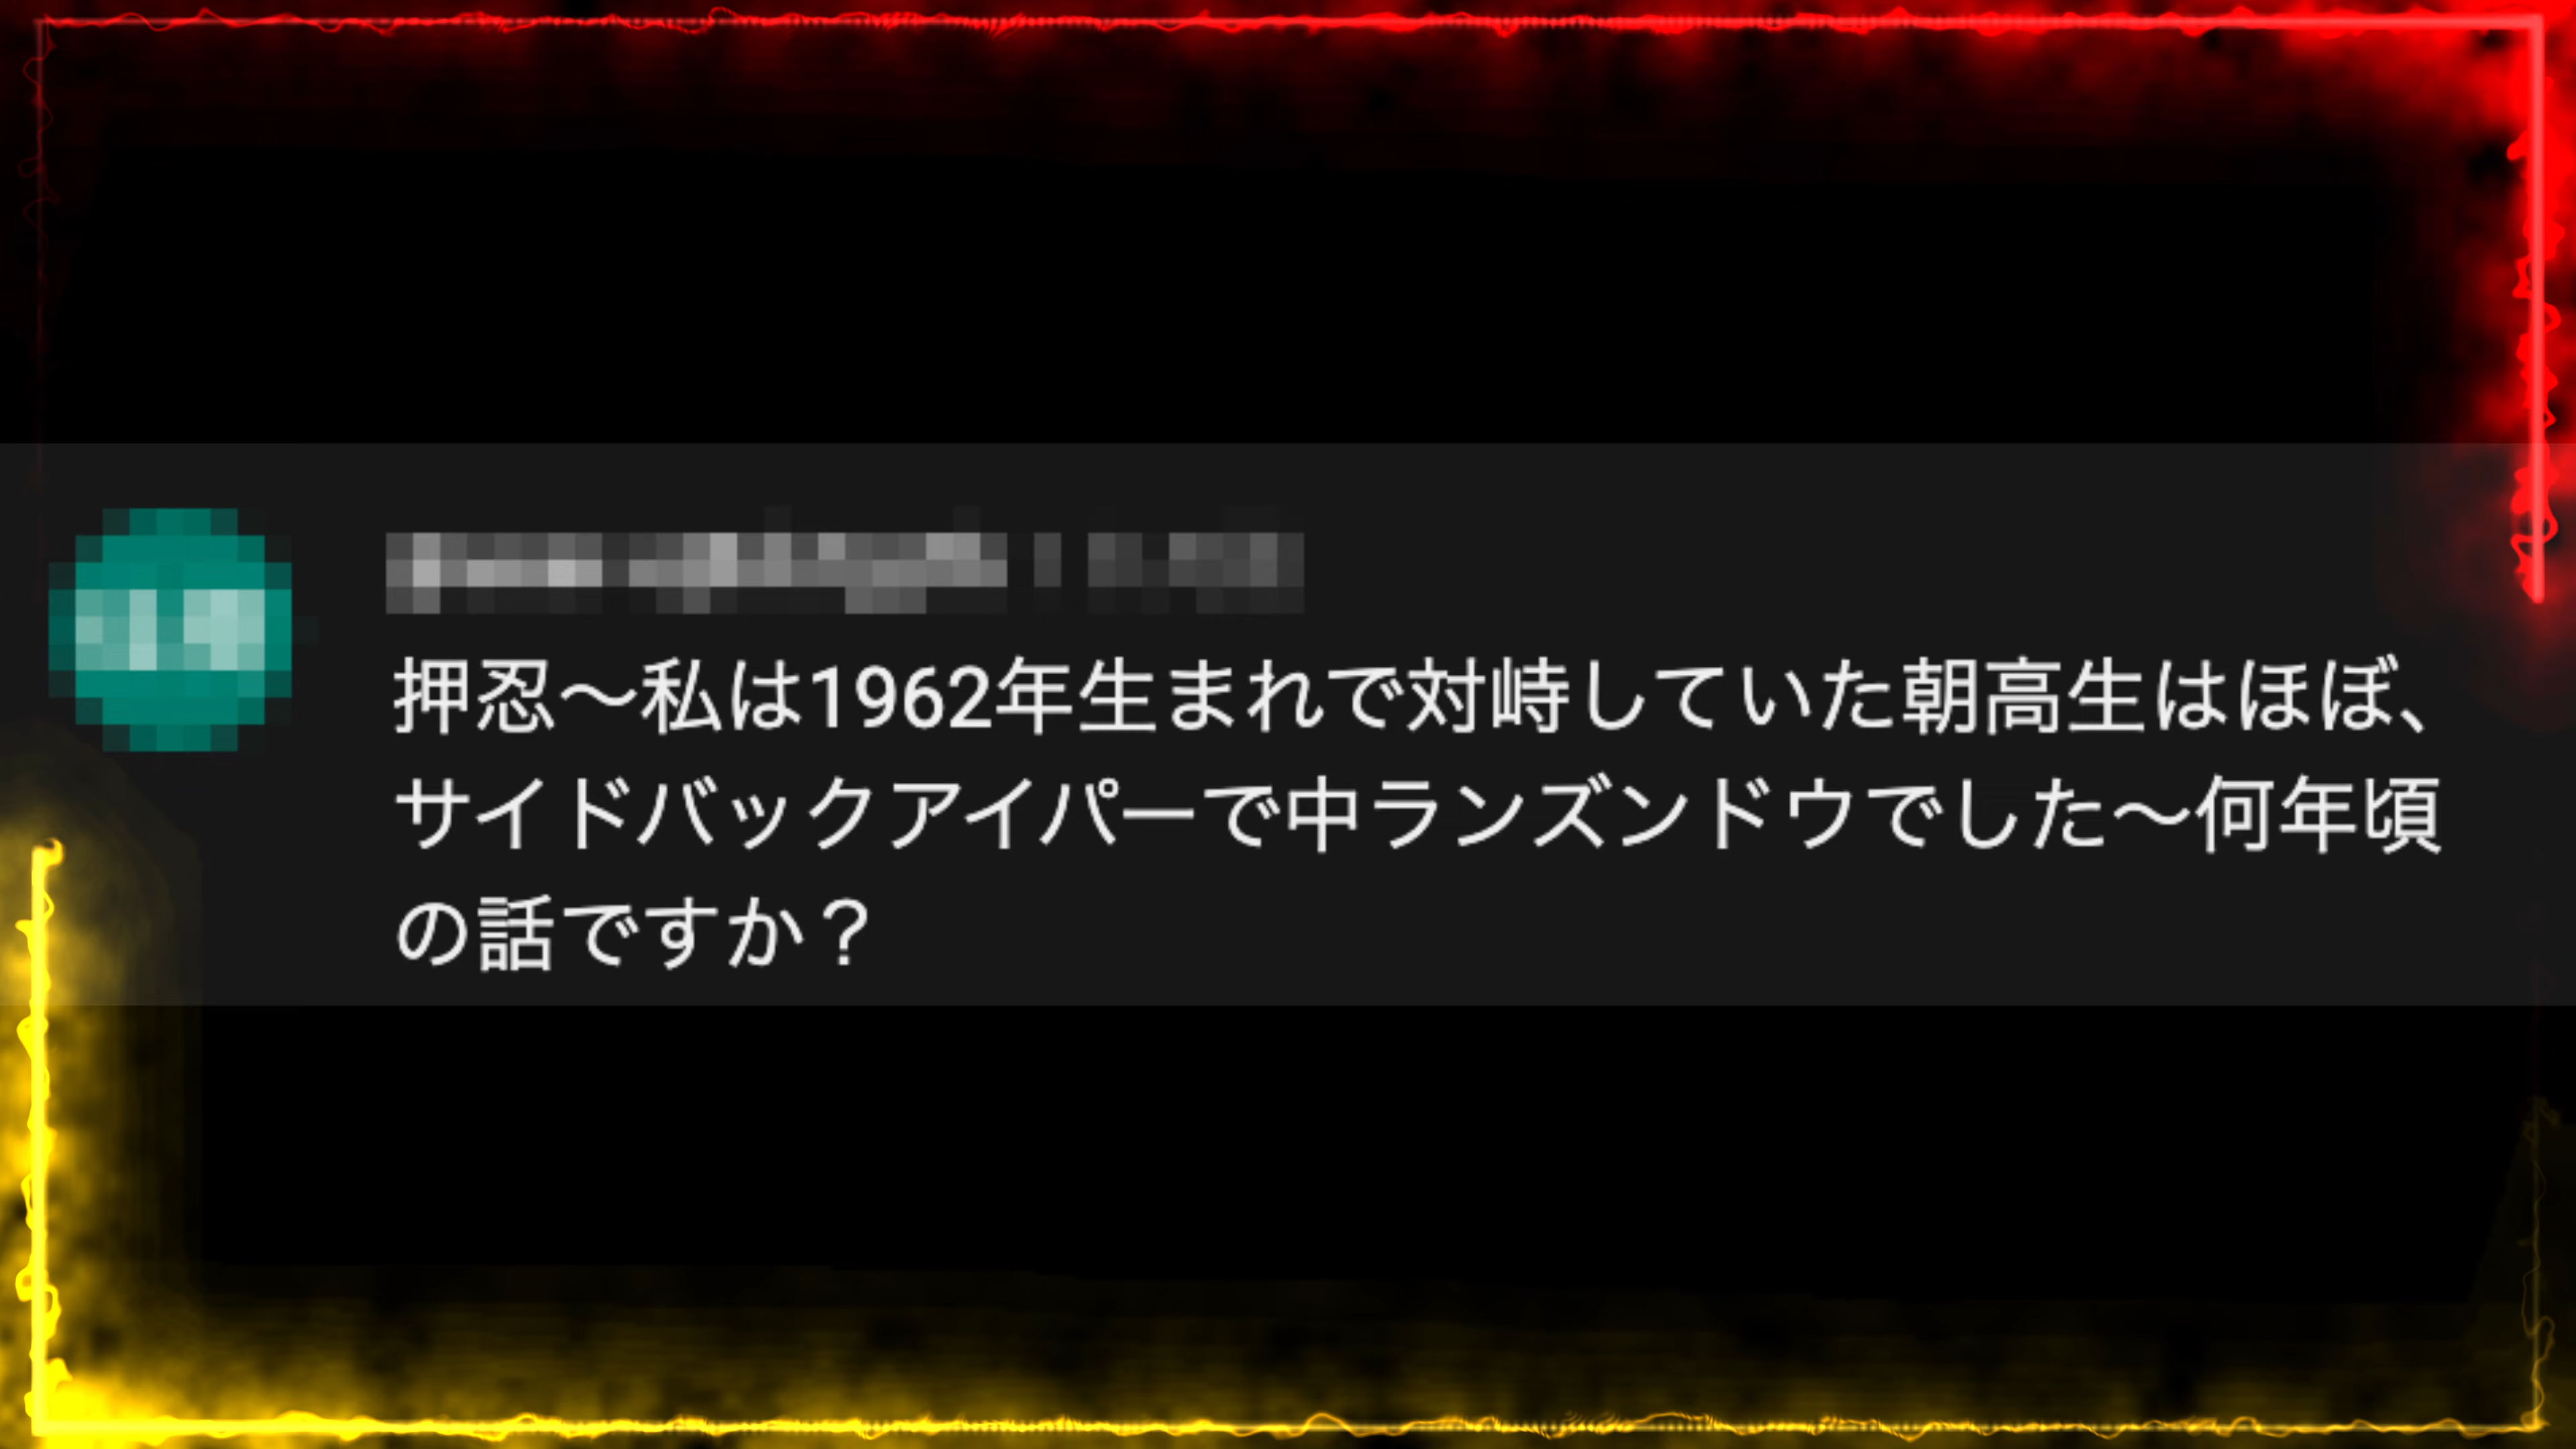 押忍〜私は1962年生まれで対峙していた朝高生はほぼ、
サイドバックアイパーで中ランズンドウでした〜何年頃
の話ですか？